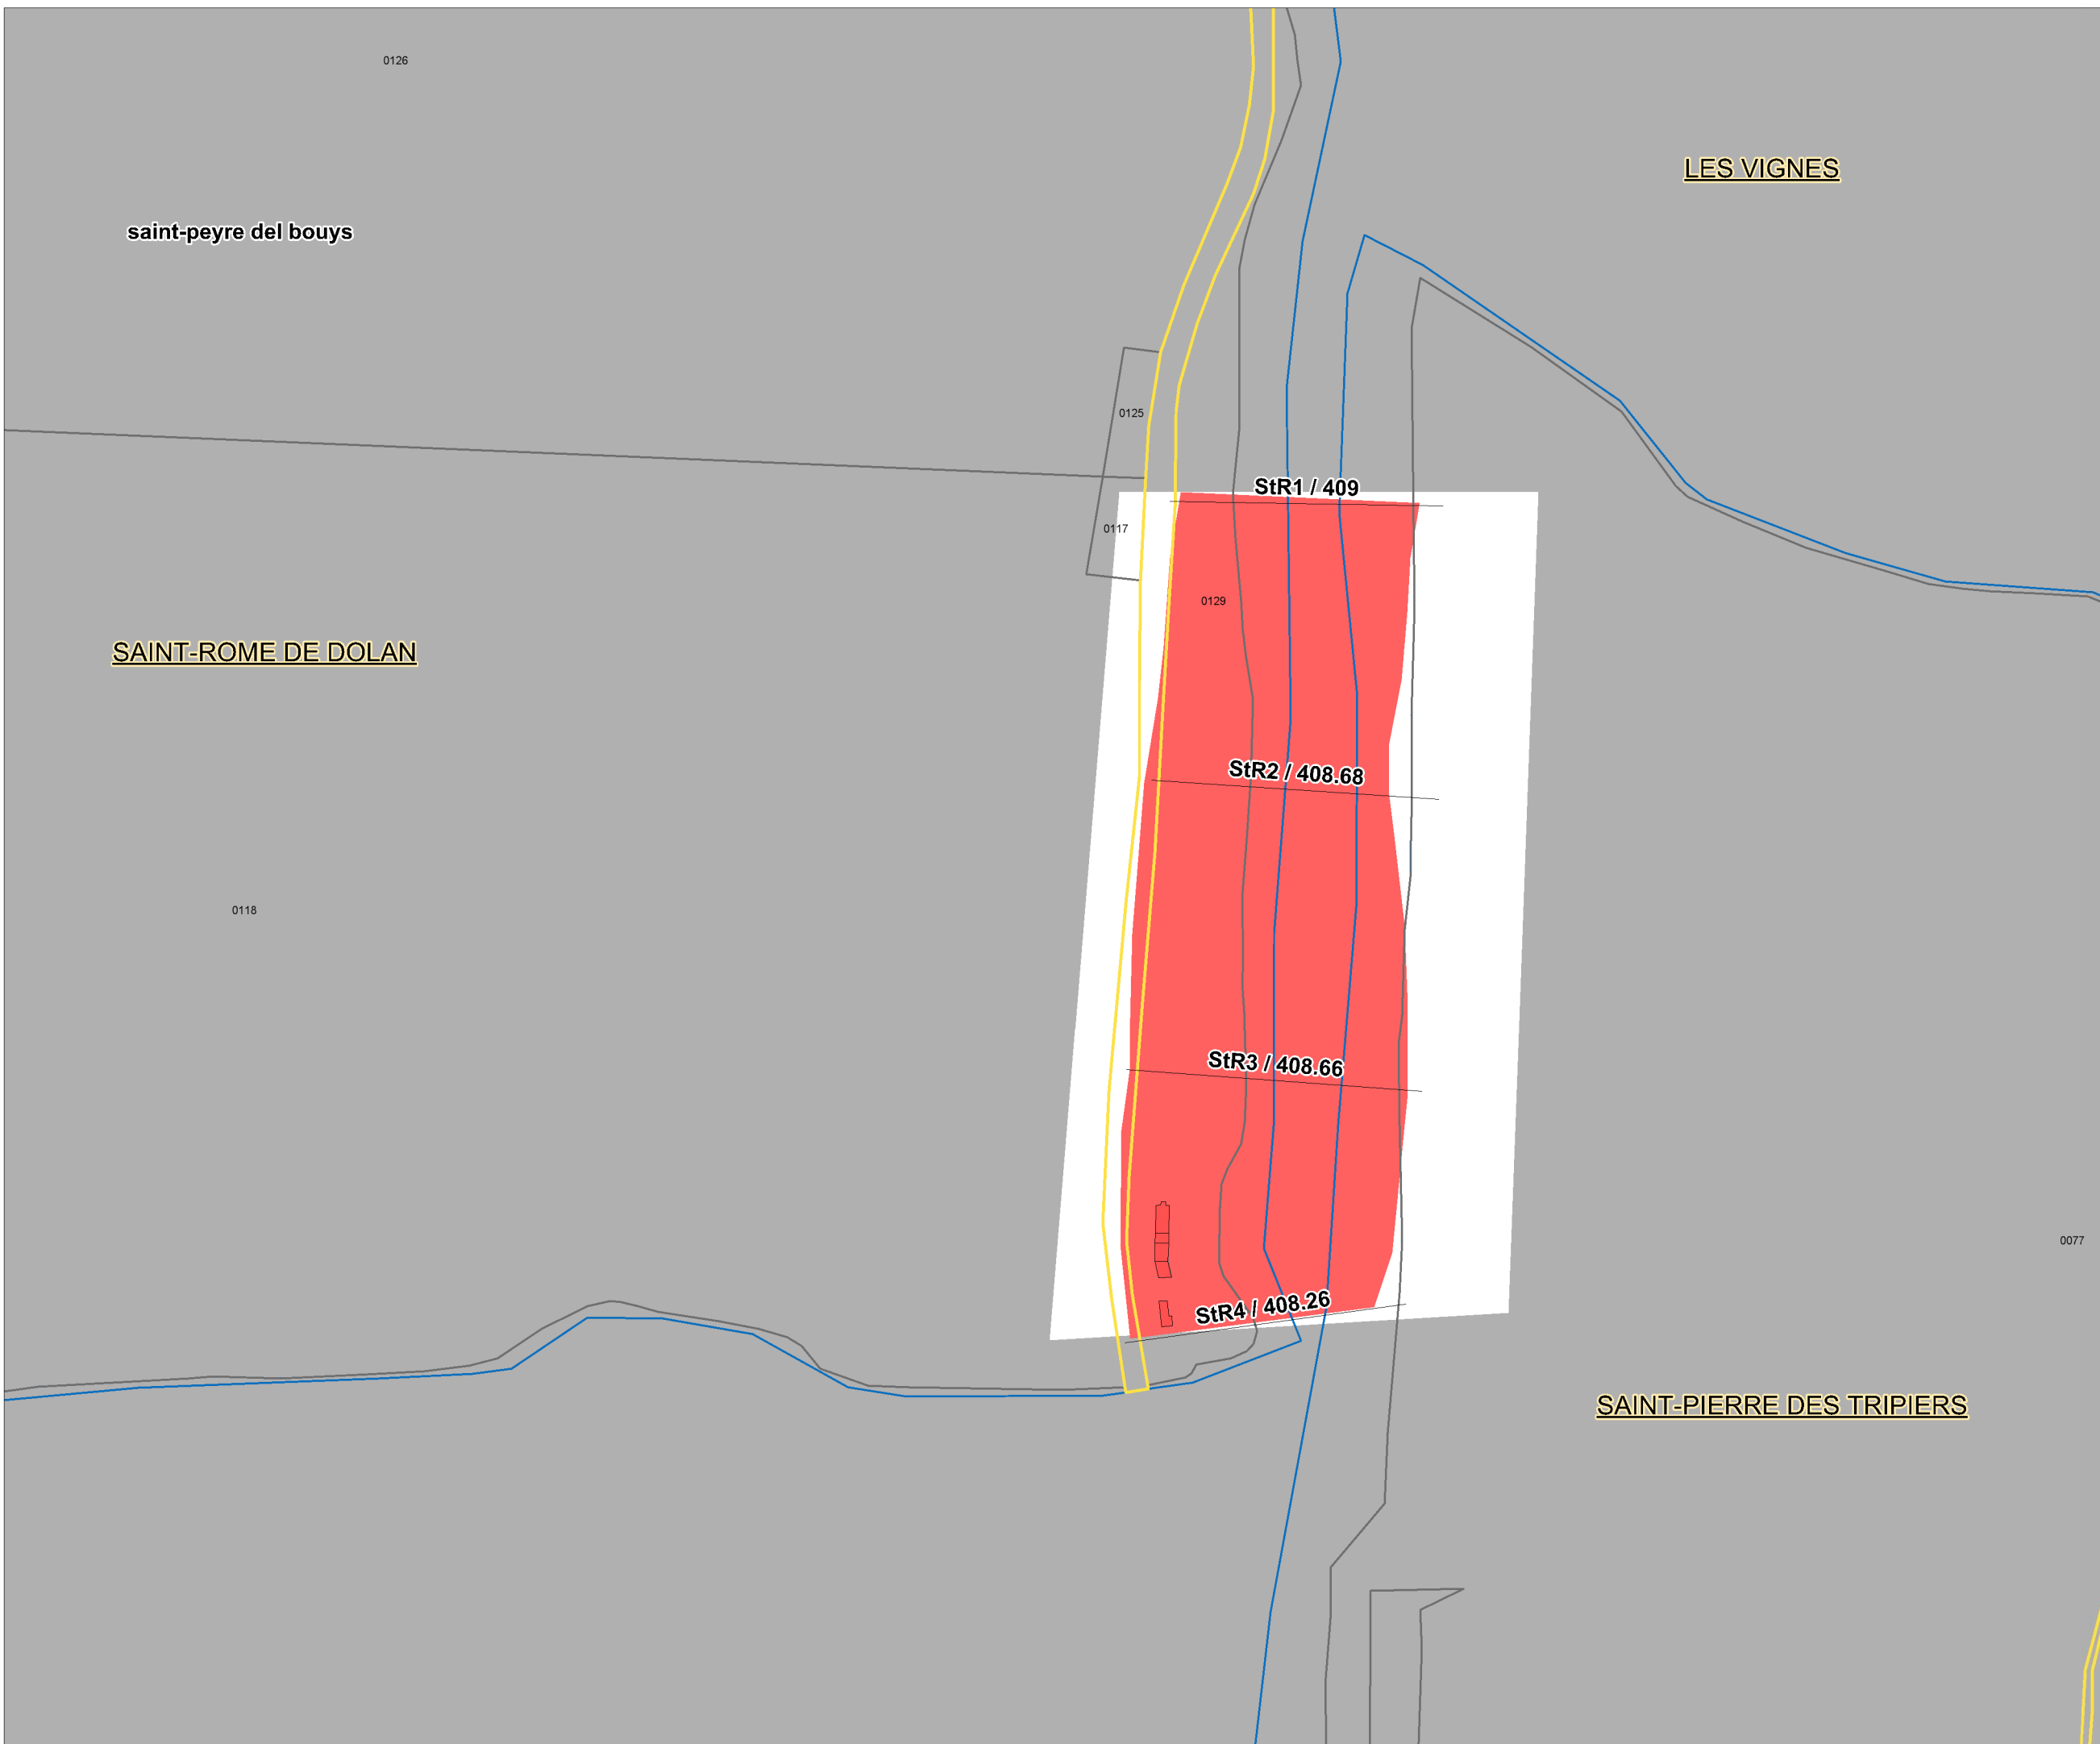 0126
LES VIGNES
saint-peyre del bouys
0125
StR1 / 409
0117
0129
SAINT-ROME DE DOLAN
StR2 / 408.68
0118
StR3 / 408.66
0077
StR4 / 408.26
SAINT-PIERRE DES TRIPIERS